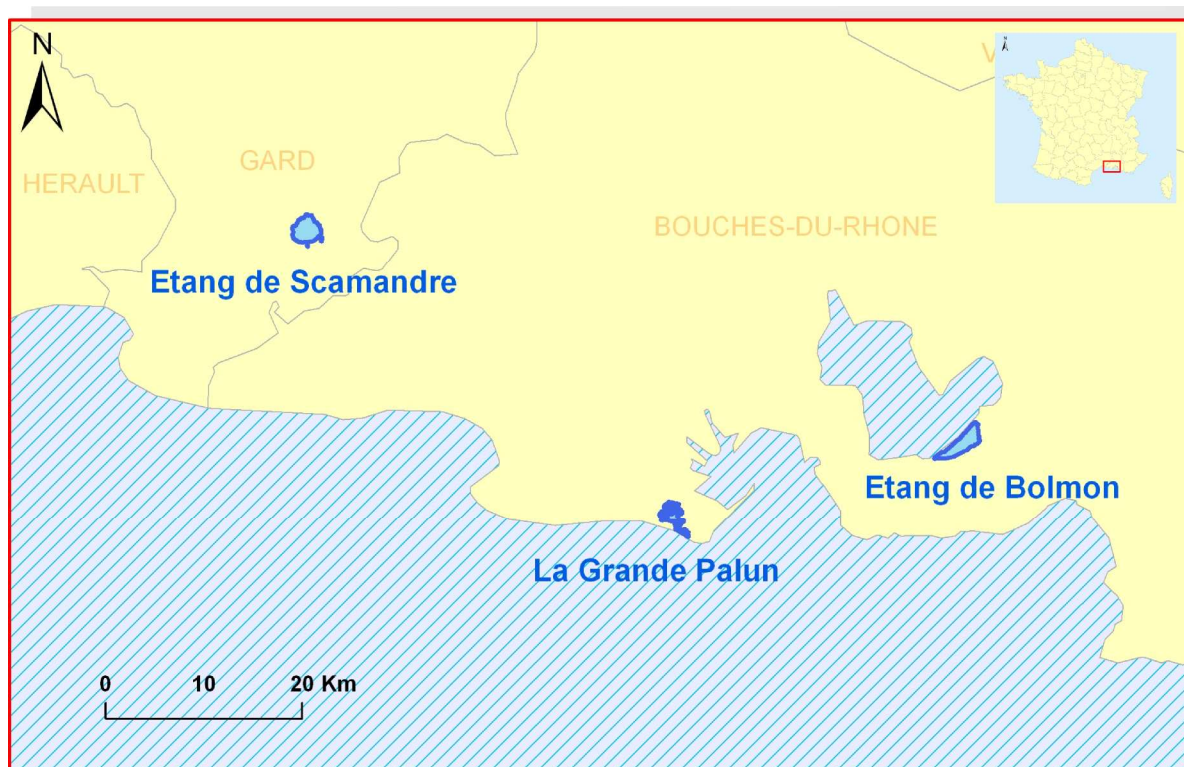 N
GARD
HERAULT
BOUCHES-DU-RHONE
Etang de Scamandre
Etang de Bolmon
La Grande Palun
0 10 20 Km